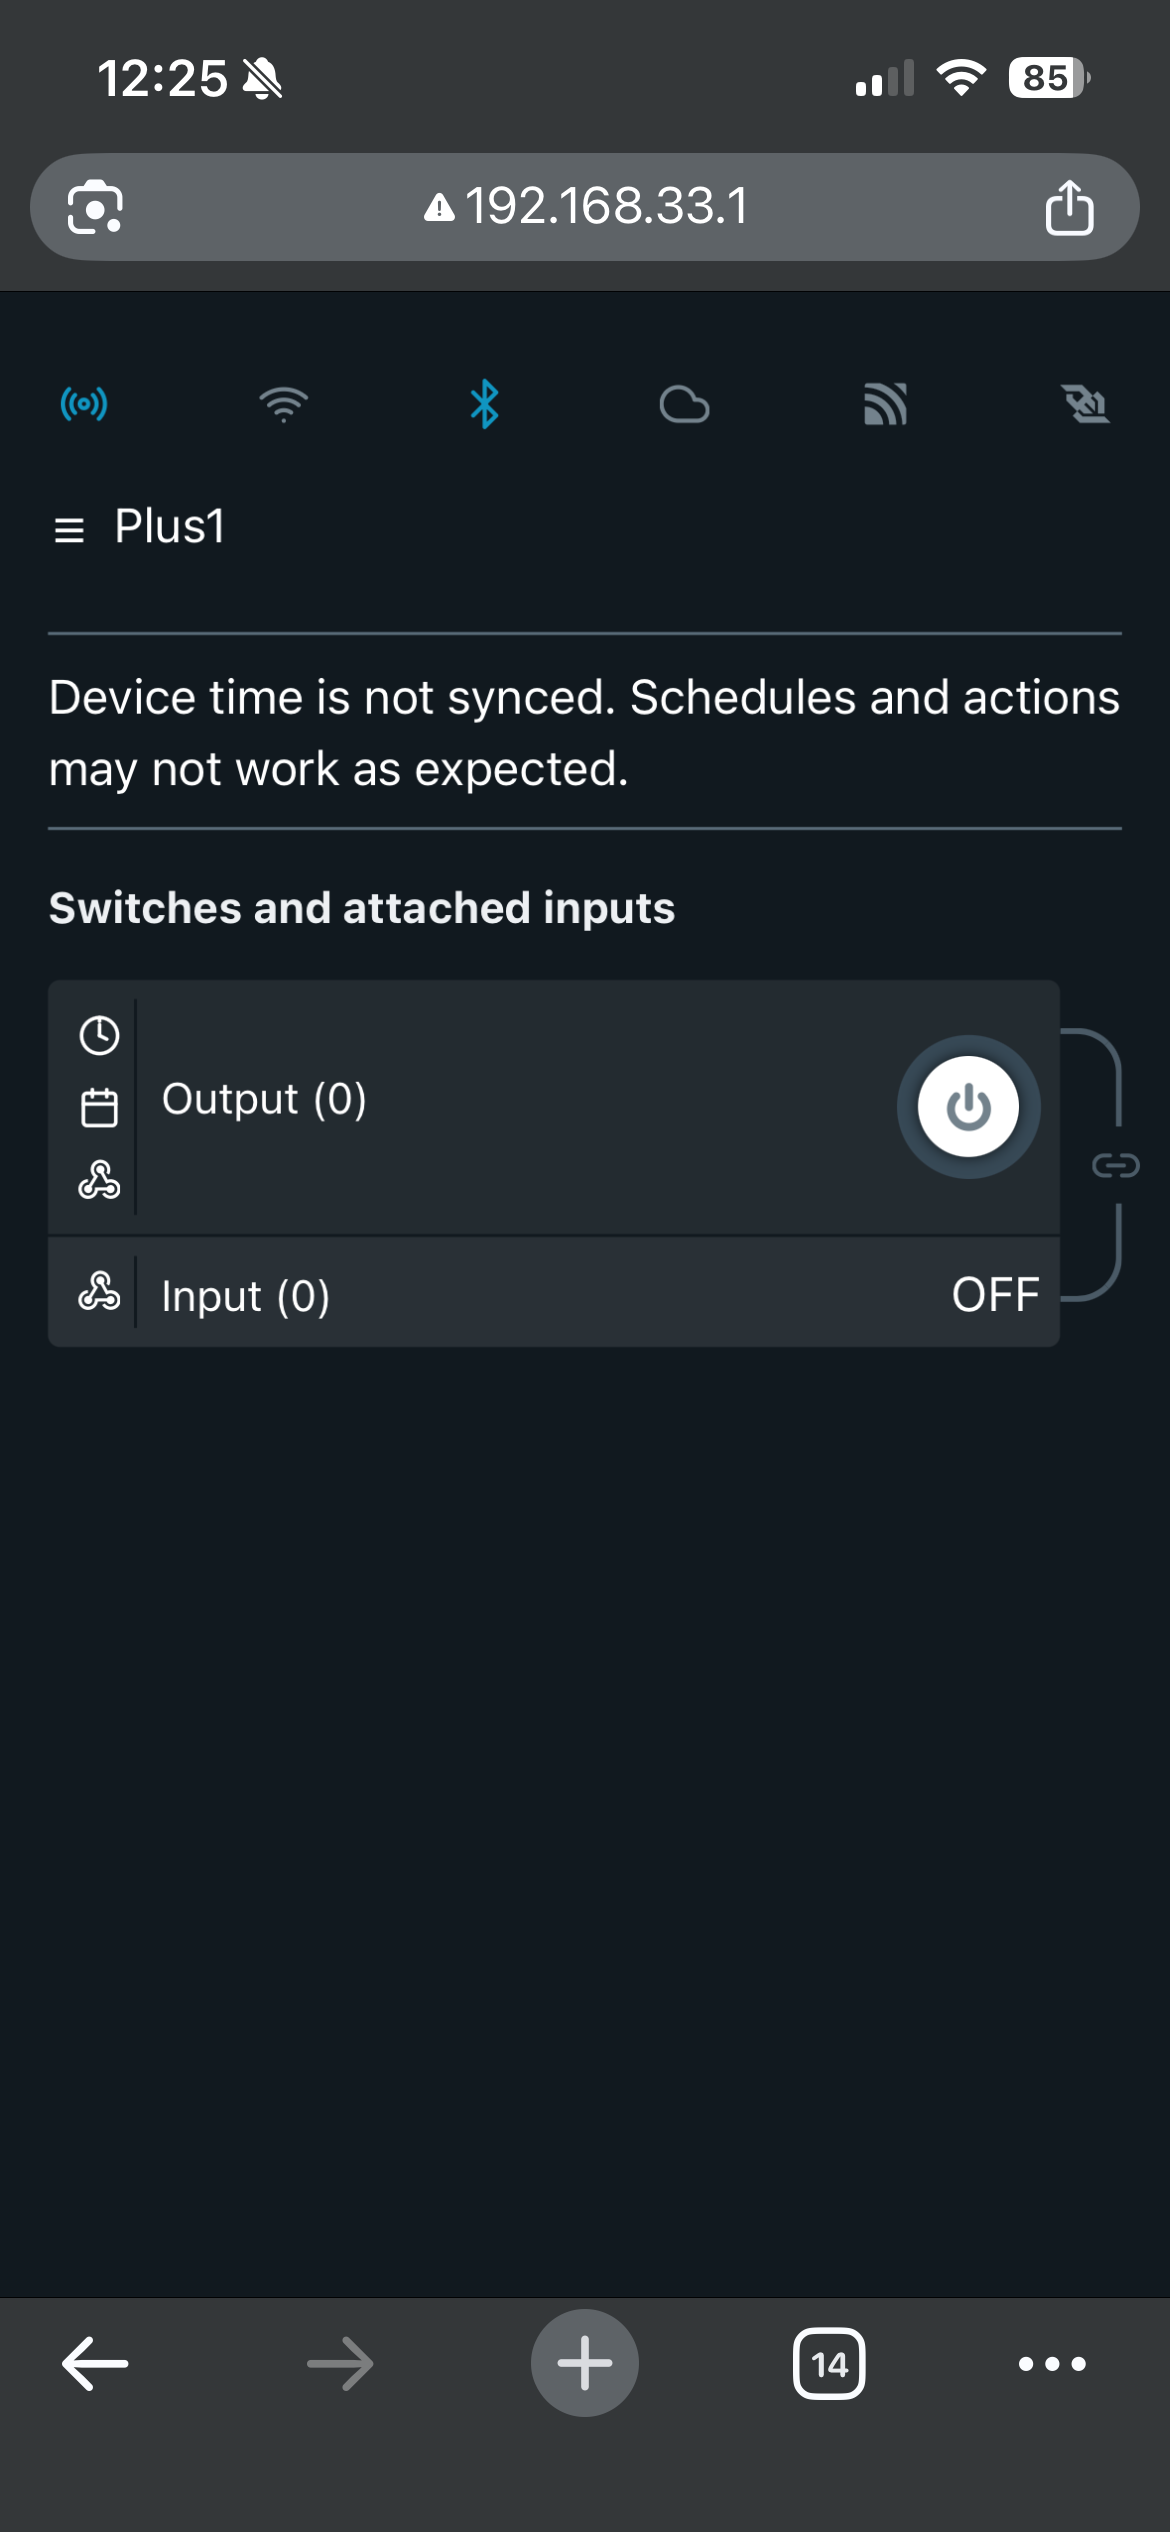 12:25
85
192.168.33.1
Plus1
Device time is not synced. Schedules and actions
may not work as expected.
Switches and attached inputs
Output (0)
Input (0) OFF
14